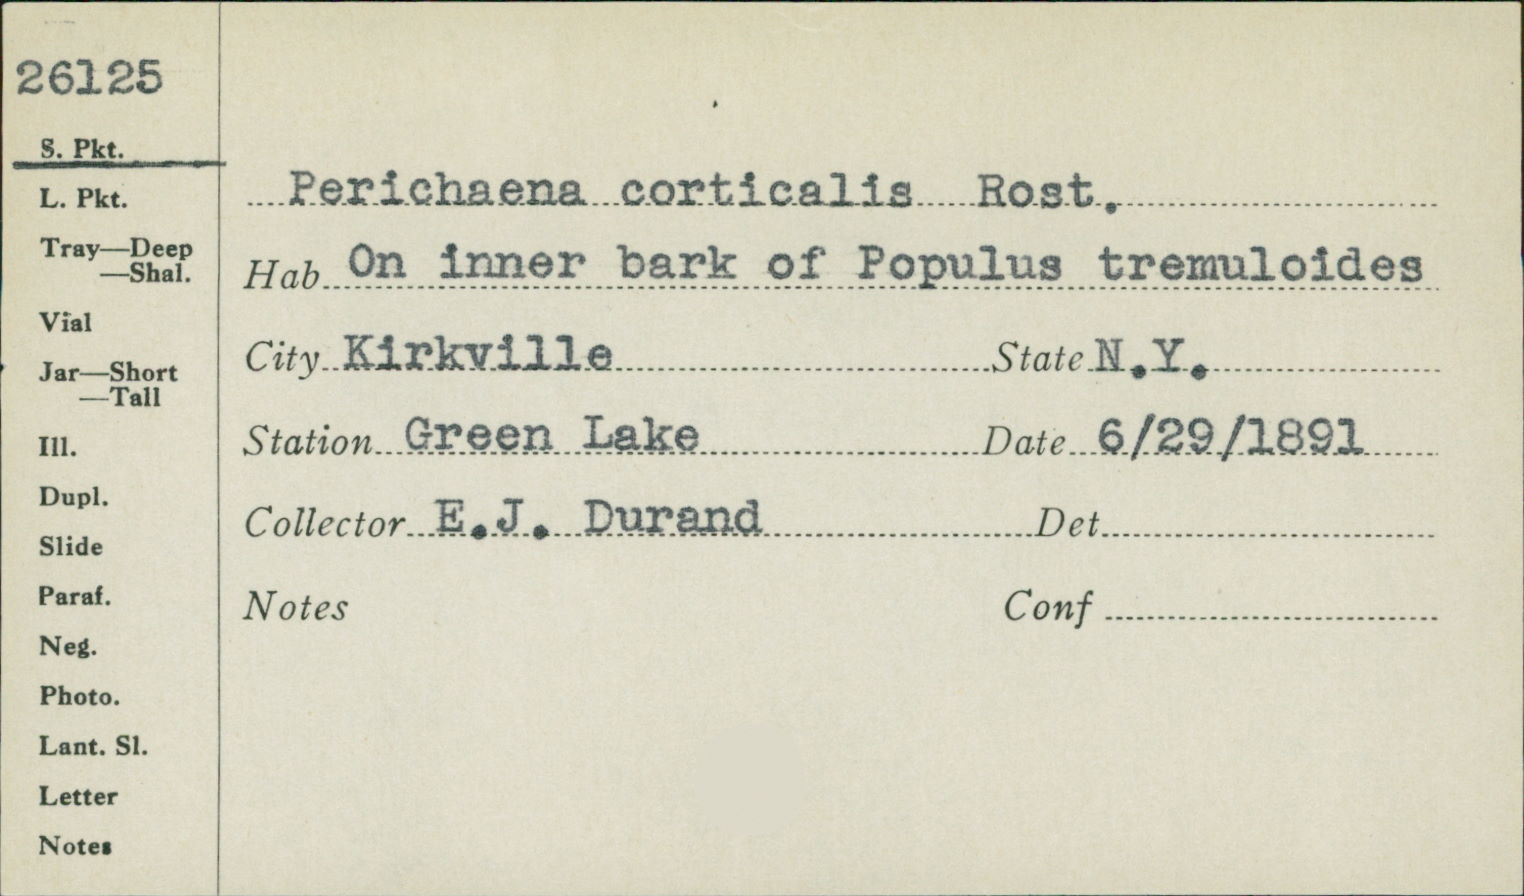 26125
S. Pkt.
L. Pkt.
Tray—Deep
—Shal.
Vial
Jar—Short
—Tall
Ill.
Dupl.
Slide
Paraf.
Neg.
Photo.
Lant. Sl.
Letter
Notes
Perichaena corticalis Rost.
Hab On inner bark of Populus tremuloides
City Kirkville State N.Y.
Station Green Lake Date 6/29/1891
Collector E.J. Durand Det
Notes Conf